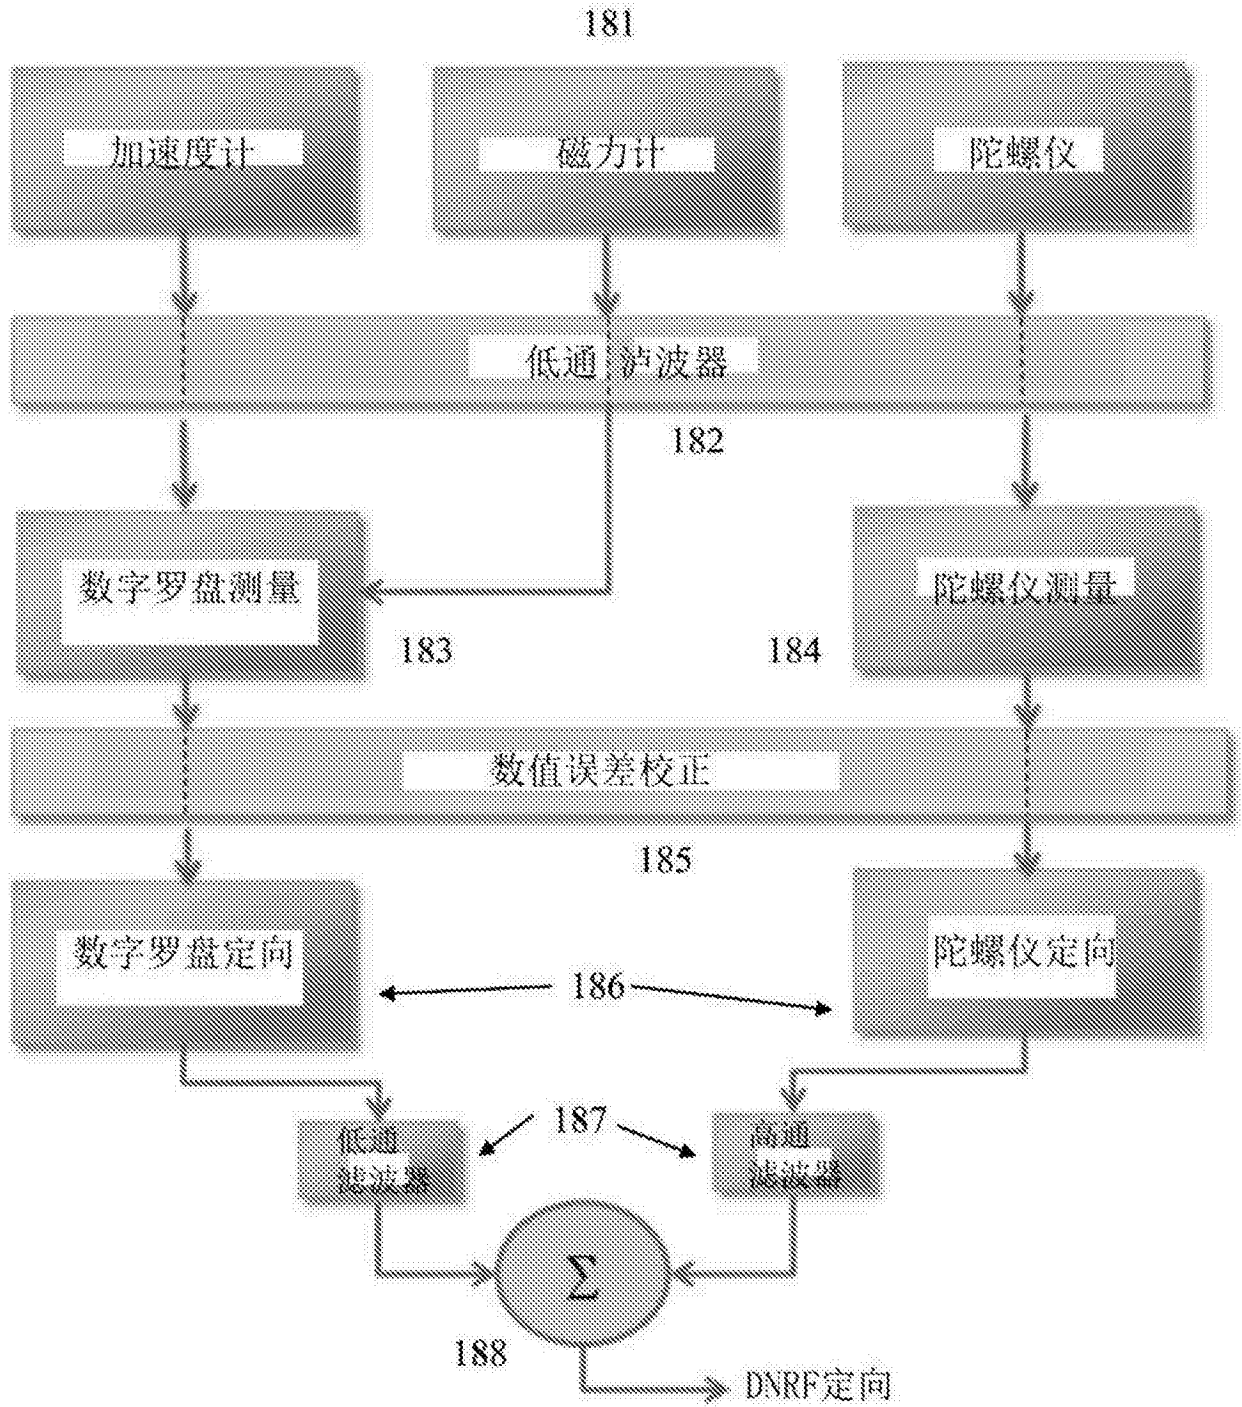 181
加速度计
磁力计
陀螺仪
低通 泸波器
182
数字罗盘测量
陀螺仪测量
183
184
数值误差校正
185
数字罗盘定向
陀螺仪定向
186
187
低通
滤波器
高通
滤波器
Σ
188
DNRF定向